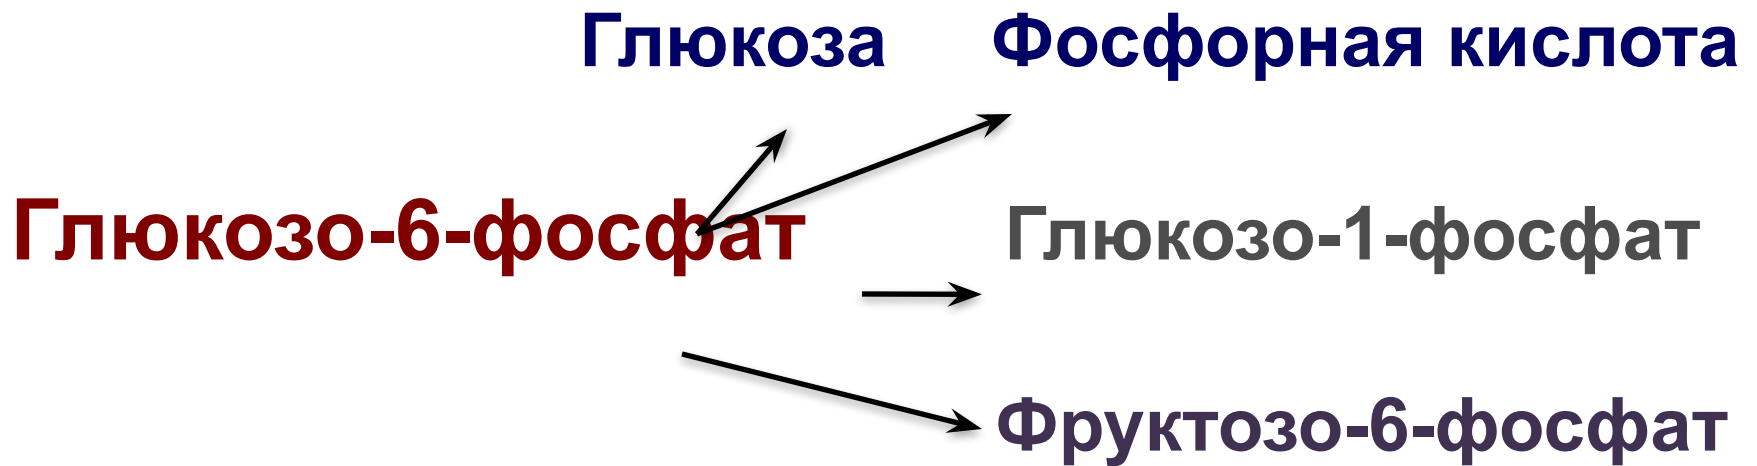 Глюкоза Фосфорная кислота
Глюкозо-6-фосфат Глюкозо-1-фосфат
Фруктозо-6-фосфат